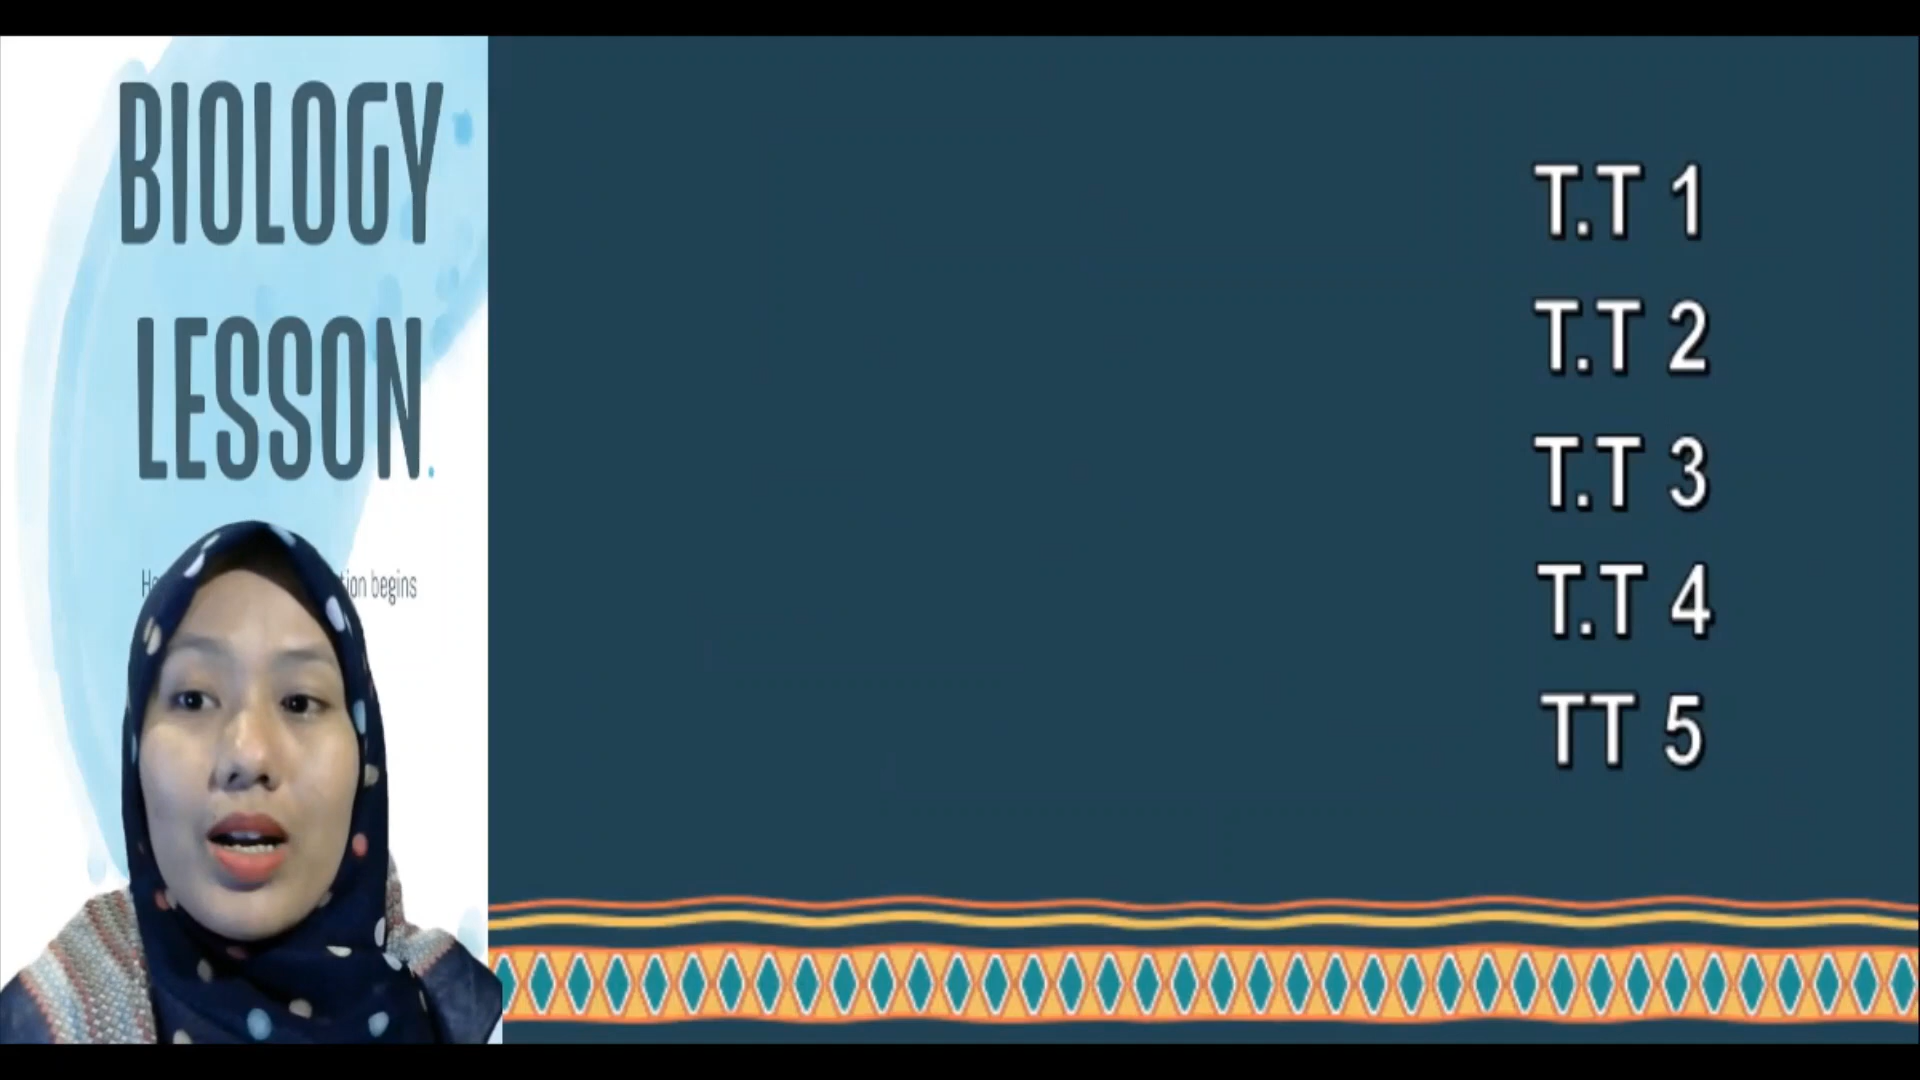 BIOLOGY
LESSON.
tion begins
T.T 1
T.T 2
T.T 3
T.T 4
TT 5